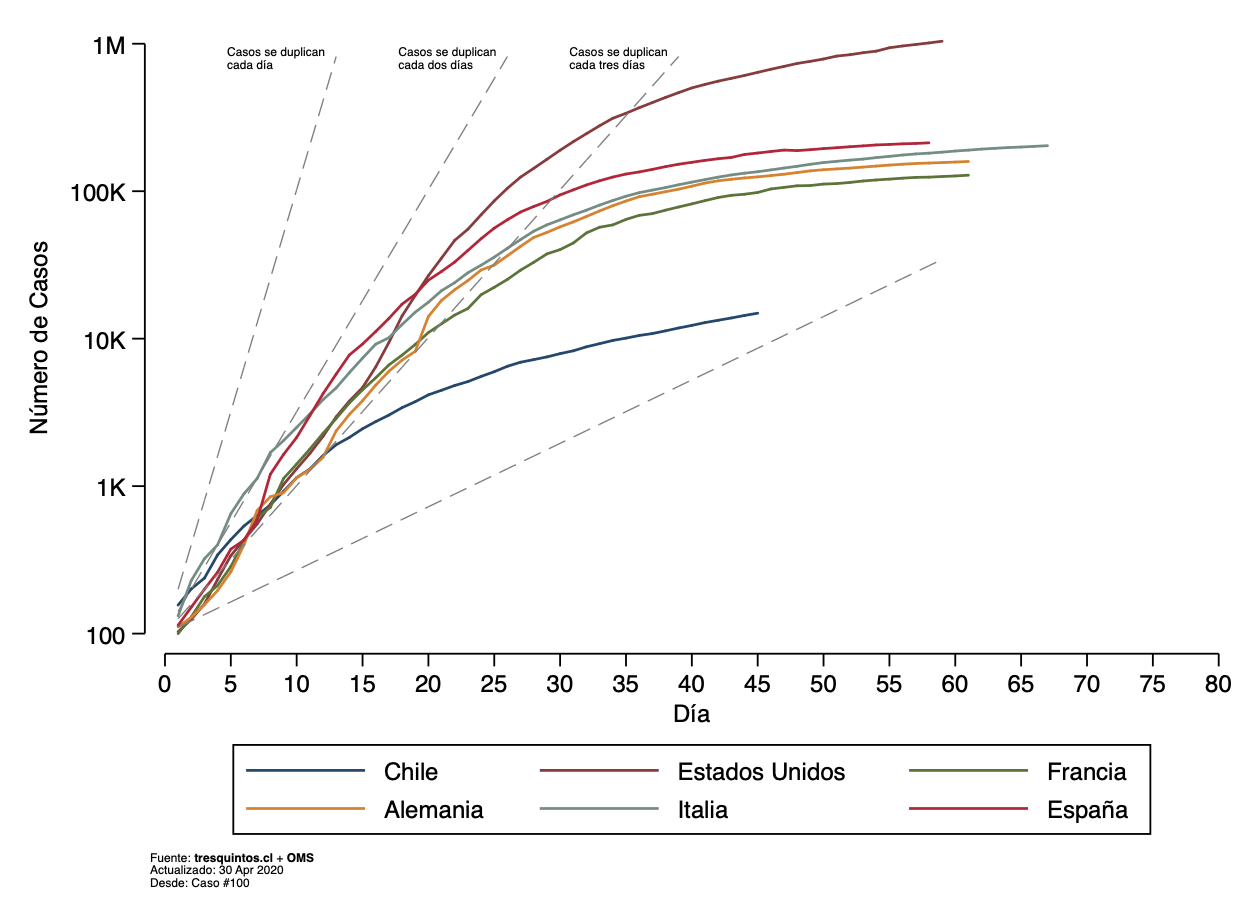 1M
100K
10K
1K
100
Número de Casos
Casos se duplican
cada día
Casos se duplican
cada dos días
Casos se duplican
cada tres días
0 5 10 15 20 25 30 35 40 45 50 55 60 65 70 75 80
Día
Chile Estados Unidos Francia
Alemania Italia España
Fuente: tresquintos.cl + OMS
Actualizado: 30 Apr 2020
Desde: Caso #100